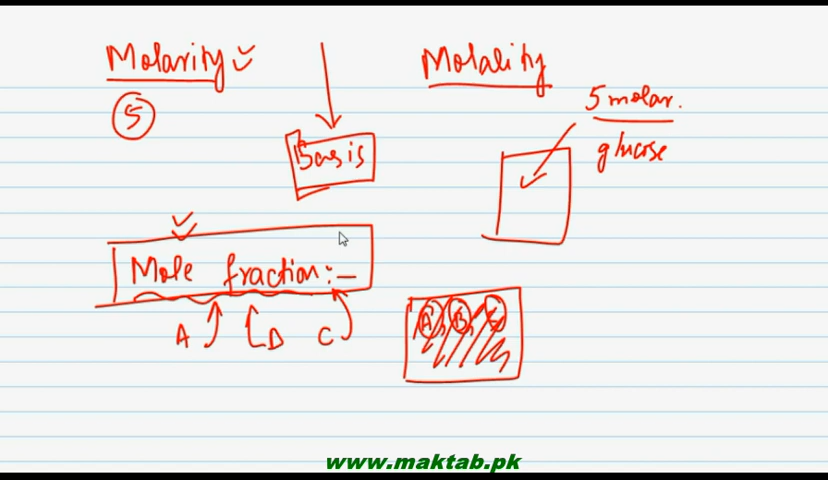 Molarity
Molality
5
5 molar.
glucose
Basis
Mole fraction:-
A B C
A B C
www.maktab.pk